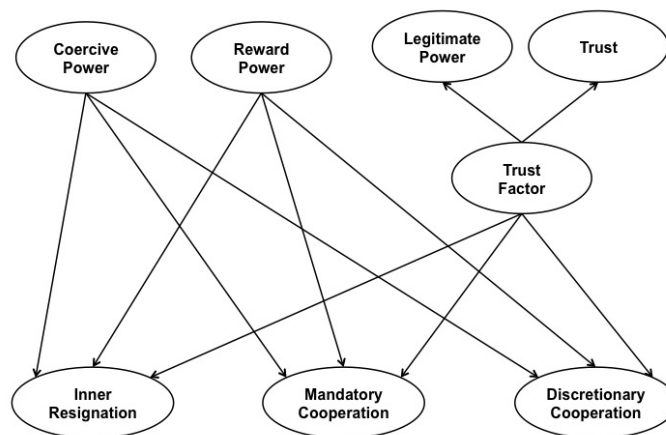 Coercive
Power
Reward
Power
Legitimate
Power
Trust
Trust
Factor
Inner
Resignation
Mandatory
Cooperation
Discretionary
Cooperation